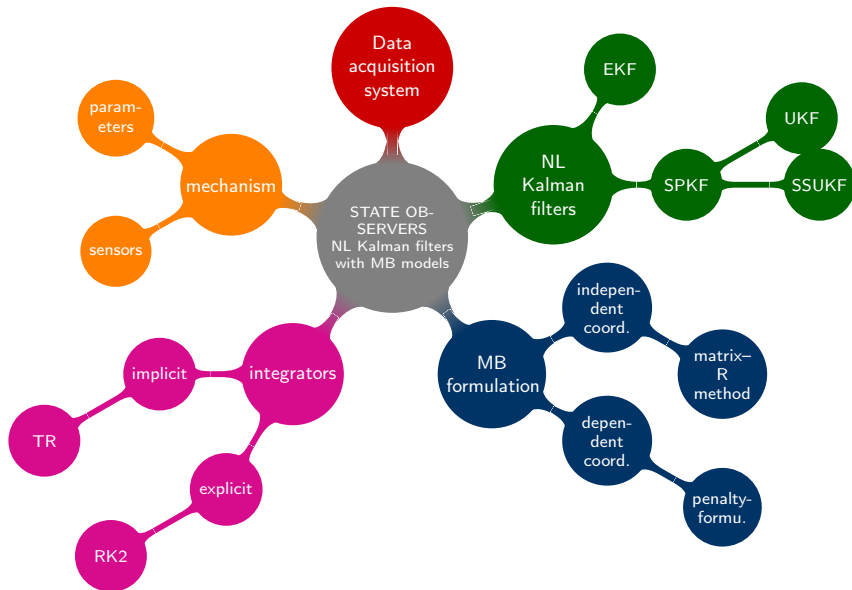 Data
acquisition
system
EKF
UKF
NL
Kalman
filters
SPKF
SSUKF
param-
eters
mechanism
sensors
STATE OB-
SERVERS
NL Kalman filters
with MB models
indepen-
dent
coord.
matrix–
R
method
MB
formulation
depen-
dent
coord.
penalty-
formu.
integrators
implicit
TR
explicit
RK2